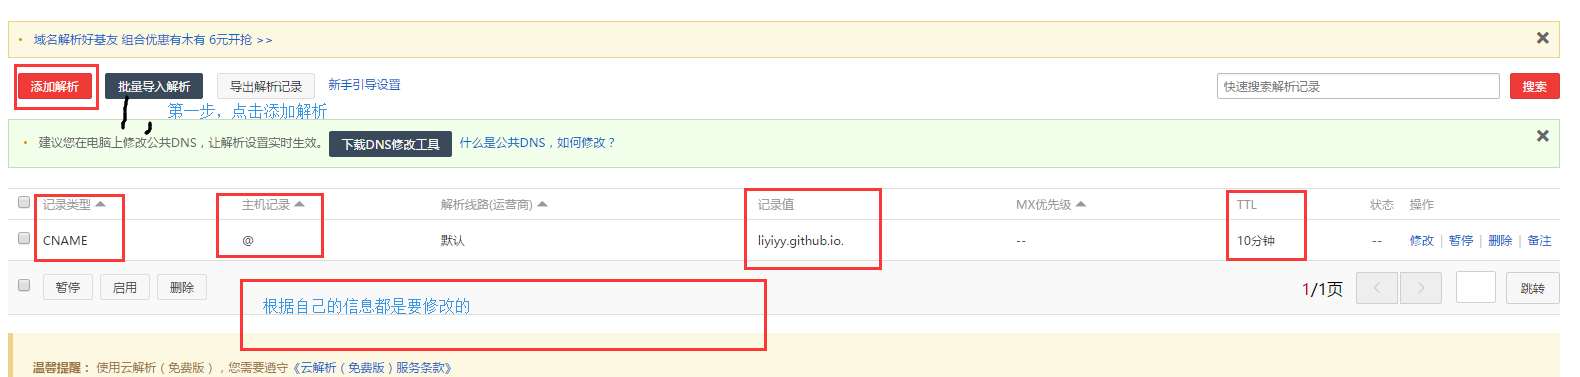 域名解析好基友 组合优惠有木有 6元开抢 >>
添加解析 批量导入解析 导出解析记录 新手引导设置 快速搜索解析记录 搜索
第一步，点击添加解析
建议您在电脑上修改公共DNS，让解析设置实时生效。 下载DNS修改工具 什么是公共DNS，如何修改？
记录类型 主机记录 解析线路(运营商) 记录值 MX优先级 TTL 状态 操作
CNAME @ 默认 liyiyy.github.io. -- 10分钟 -- 修改 | 暂停 | 删除 | 备注
暂停 启用 删除 1/1页 跳转
根据自己的信息都是要修改的
温馨提醒： 使用云解析（免费版），您需要遵守《云解析（免费版）服务条款》